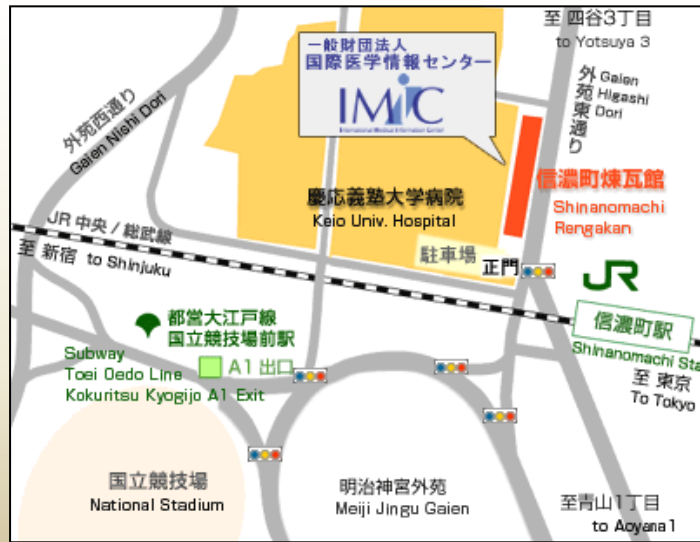 至 四谷3丁目
to Yotsuya 3
一般財団法人
国際医学情報センター
IMIC
International Medical Information Center
外苑東通り
Gaien
Higashi
Dori
外苑西通り
Gaien Nishi Dori
慶応義塾大学病院
Keio Univ. Hospital
信濃町煉瓦館
Shinanomachi
Rengakan
JR 中央 / 総武線
至 新宿 to Shinjuku
駐車場
正門
JR
信濃町駅
Shinanomachi Sta
至 東京
To Tokyo
都営大江戸線
国立競技場前駅
A1 出口
Subway
Toei Oedo Line
Kokuritsu Kyogijo A1 Exit
国立競技場
National Stadium
明治神宮外苑
Meiji Jingu Gaien
至青山1丁目
to Aoyana 1